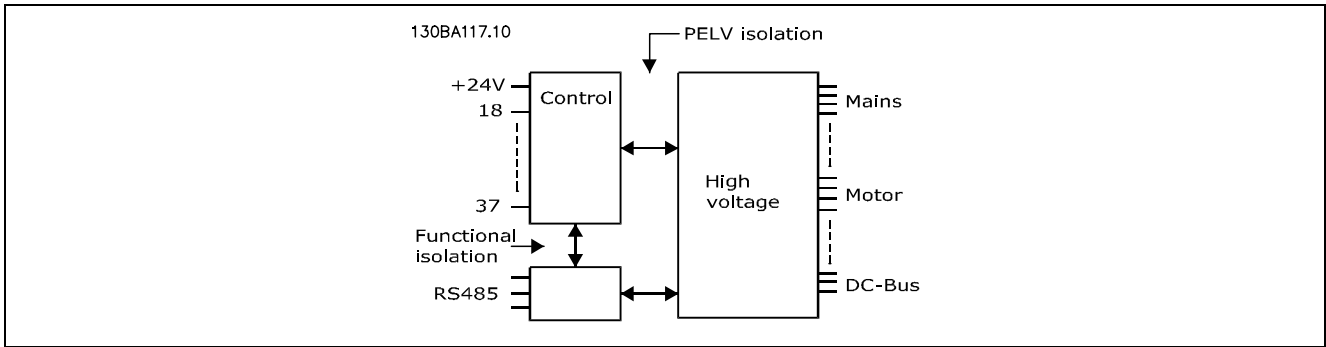 130BA117.10
PELV isolation
+24V
Control
18
Mains
High
voltage
Motor
37
Functional
isolation
RS485
DC-Bus